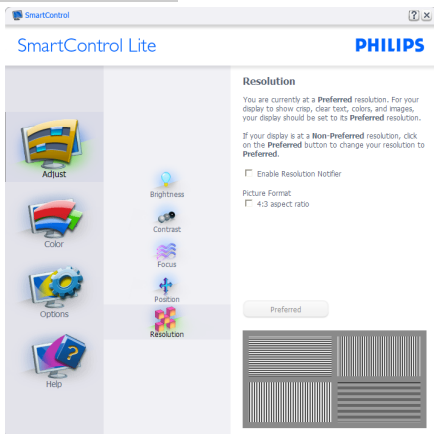 SmartControl
SmartControl Lite
PHILIPS
Adjust
Color
Options
Help
Brightness
Contrast
Focus
Position
Resolution
Resolution
You are currently at a Preferred resolution. For your
display to show crisp, clear text, colors, and images,
your display should be set to its Preferred resolution.
If your display is at a Non-Preferred resolution, click
on the Preferred button to change your resolution to
Preferred.
Enable Resolution Notifier
Picture Format
4:3 aspect ratio
Preferred